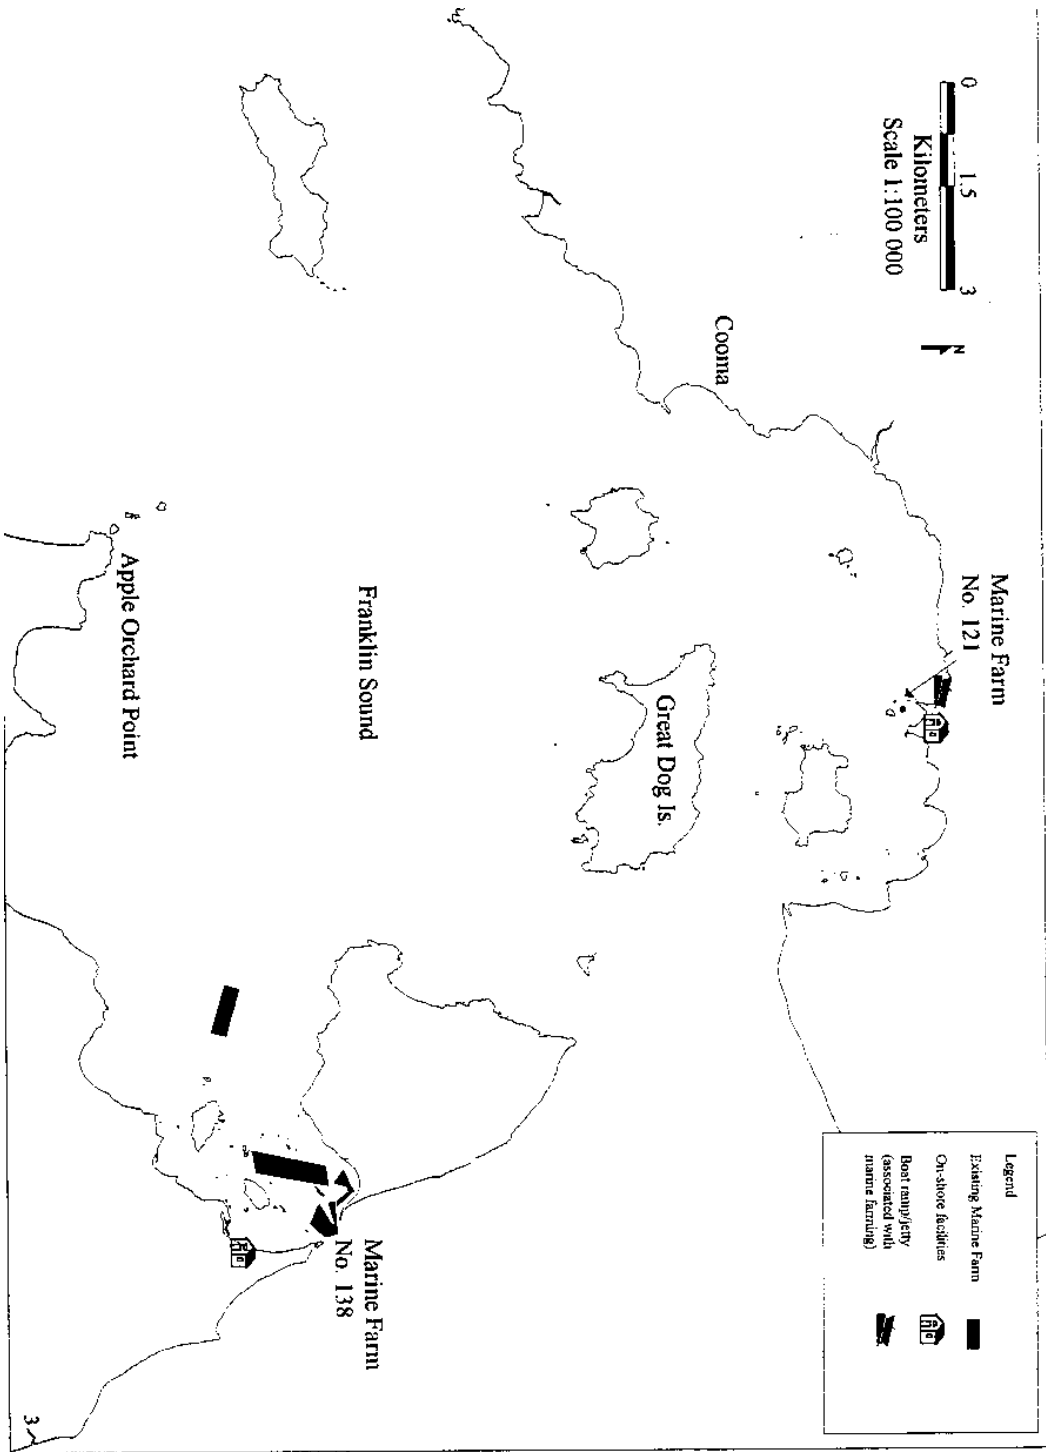 0 1.5 3
Kilometers
Scale 1:100 000
N
Cooma
Marine Farm
No. 121
Great Dog Is.
Franklin Sound
Apple Orchard Point
Marine Farm
No. 138
Legend
Existing Marine Farm
On-shore facilities
Boat ramp/jetty
(associated with
marine farming)
3